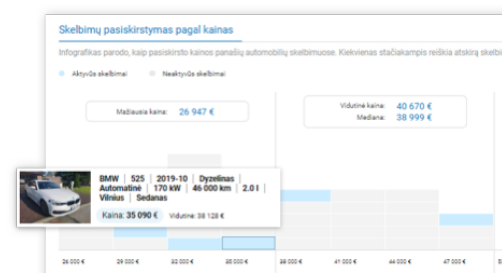 Skelbimų pasiskirstymas pagal kainas
Infografikas parodo, kaip pasiskirsto kainos panašių automobilių skelbimuose. Kiekvienas stačiakampis reiškia atskirą skelbi
Aktyvūs skelbimai
Neaktyvūs skelbimai
Mažiausia kaina: 26 947 €
Vidutinė kaina: 40 670 €
Mediana: 38 999 €
BMW | 525 | 2019-10 | Dyzelinas |
Automatinė | 170 kW | 46 000 km | 2.0 l |
Vilnius | Sedanas
Kaina: 35 090 € Vidutinė: 38 128 €
26 000 € 29 000 € 32 000 € 35 000 € 38 000 € 41 000 € 44 000 € 47 000 €